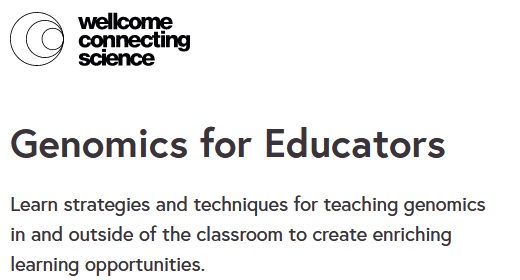 wellcome
connecting
science
Genomics for Educators
Learn strategies and techniques for teaching genomics
in and outside of the classroom to create enriching
learning opportunities.